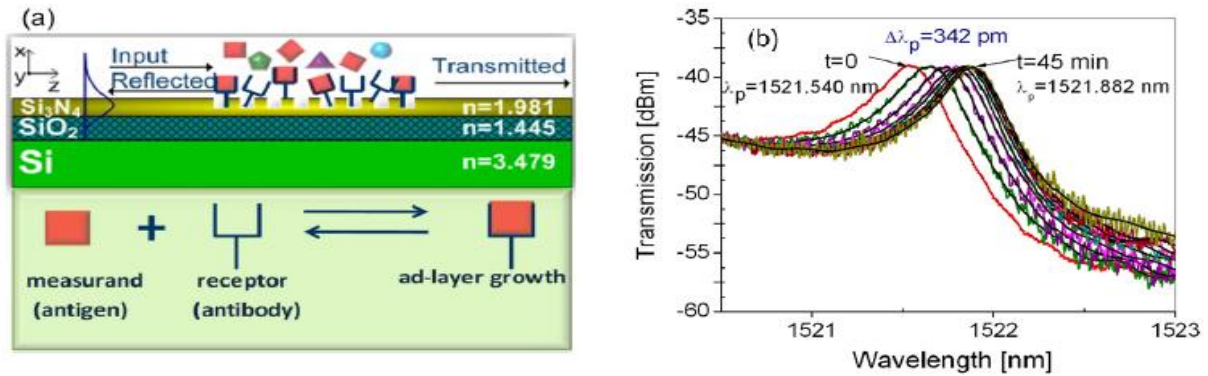 (a)
x
y
z
Input
Reflected
Transmitted
Si₃N₄
n=1.981
SiO₂
n=1.445
Si
n=3.479
+
measurand
(antigen)
receptor
(antibody)
ad-layer growth
(b)
Δλp=342 pm
t=0
t=45 min
λp=1521.540 nm
λp=1521.882 nm
-35
-40
-45
-50
-55
-60
Transmission [dBm]
1521
1522
1523
Wavelength [nm]